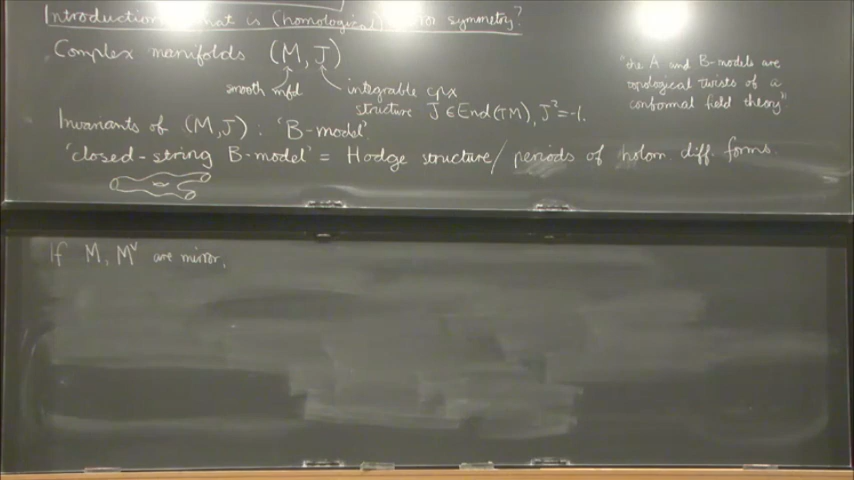 Introduction: What is (homological) mirror symmetry?
Complex manifolds (M, J)
smooth mfd
integrable cpx
structure J ∈ End(TM), J²=-1.
"the A and B-models are
topological twists of a
conformal field theory"
Invariants of (M, J) : 'B-model'
'closed-string B-model' = Hodge structure / periods of holom. diff. forms
If M, Mᵛ are mirror,